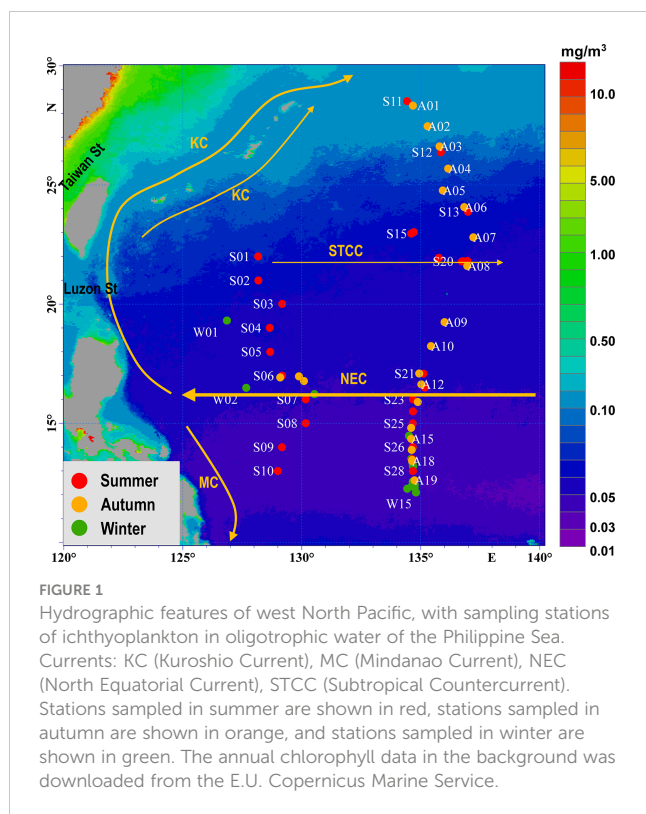 mg/m³
30°
N
25°
20°
15°
120°
125°
130°
135°
E
140°
10.0
5.00
1.00
0.50
0.10
0.05
0.03
0.01
Taiwan St
Luzon St
KC
KC
STCC
NEC
MC
S11
A01
A02
A03
S12
A04
A05
A06
S13
A07
S15
S20
A08
S01
S02
S03
W01
S04
S05
A09
A10
S06
S21
A12
W02
S07
S23
S08
S25
A15
S09
S26
A18
S10
S28
A19
W15
Summer
Autumn
Winter
FIGURE 1
Hydrographic features of west North Pacific, with sampling stations
of ichthyoplankton in oligotrophic water of the Philippine Sea.
Currents: KC (Kuroshio Current), MC (Mindanao Current), NEC
(North Equatorial Current), STCC (Subtropical Countercurrent).
Stations sampled in summer are shown in red, stations sampled in
autumn are shown in orange, and stations sampled in winter are
shown in green. The annual chlorophyll data in the background was
downloaded from the E.U. Copernicus Marine Service.